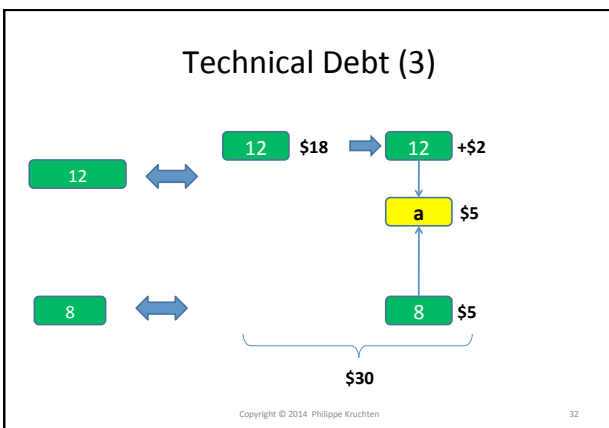 Technical Debt (3)
12 $18 12 +$2
12
a $5
8 8 $5
$30
Copyright © 2014 Philippe Kruchten 32